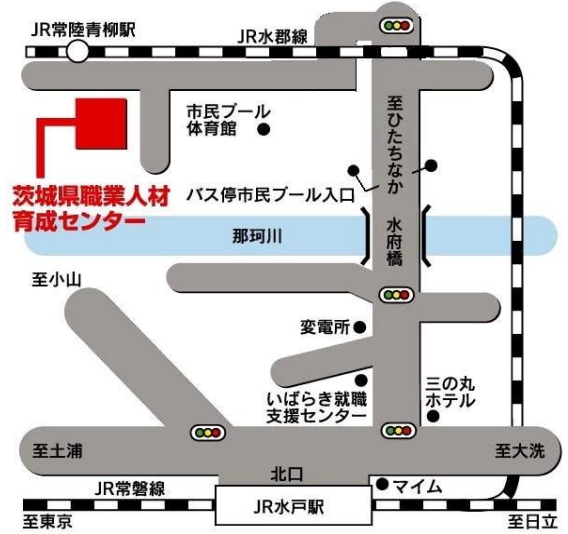 JR常陸青柳駅
JR水郡線
至ひたちなか
市民プール
体育館
茨城県職業人材
育成センター
バス停市民プール入口
那珂川
水府橋
至小山
変電所
いばらき就職
支援センター
三の丸
ホテル
至土浦
至大洗
北口
JR常磐線
マイム
JR水戸駅
至東京
至日立